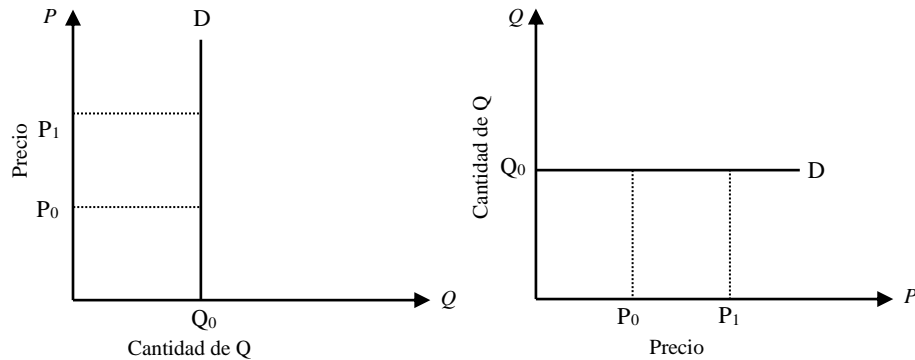 P
D
Precio
P1
P0
Q
Q0
Cantidad de Q
Q
Cantidad de Q
Q0
D
P
P0
P1
Precio